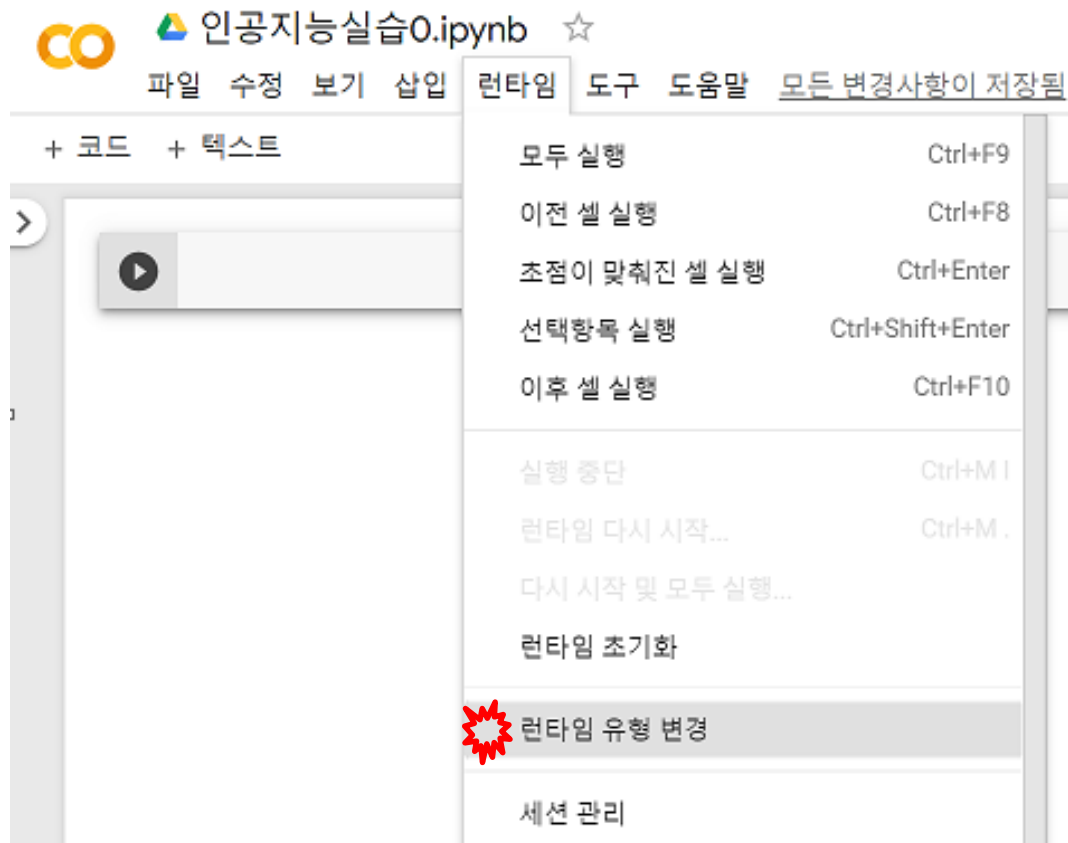 인공지능실습0.ipynb
파일 수정 보기 삽입 런타임 도구 도움말 모든 변경사항이 저장됨
+ 코드 + 텍스트
모두 실행 Ctrl+F9
이전 셀 실행 Ctrl+F8
초점이 맞춰진 셀 실행 Ctrl+Enter
선택항목 실행 Ctrl+Shift+Enter
이후 셀 실행 Ctrl+F10
실행 중단 Ctrl+M I
런타임 다시 시작... Ctrl+M .
다시 시작 및 모두 실행...
런타임 초기화
런타임 유형 변경
세션 관리